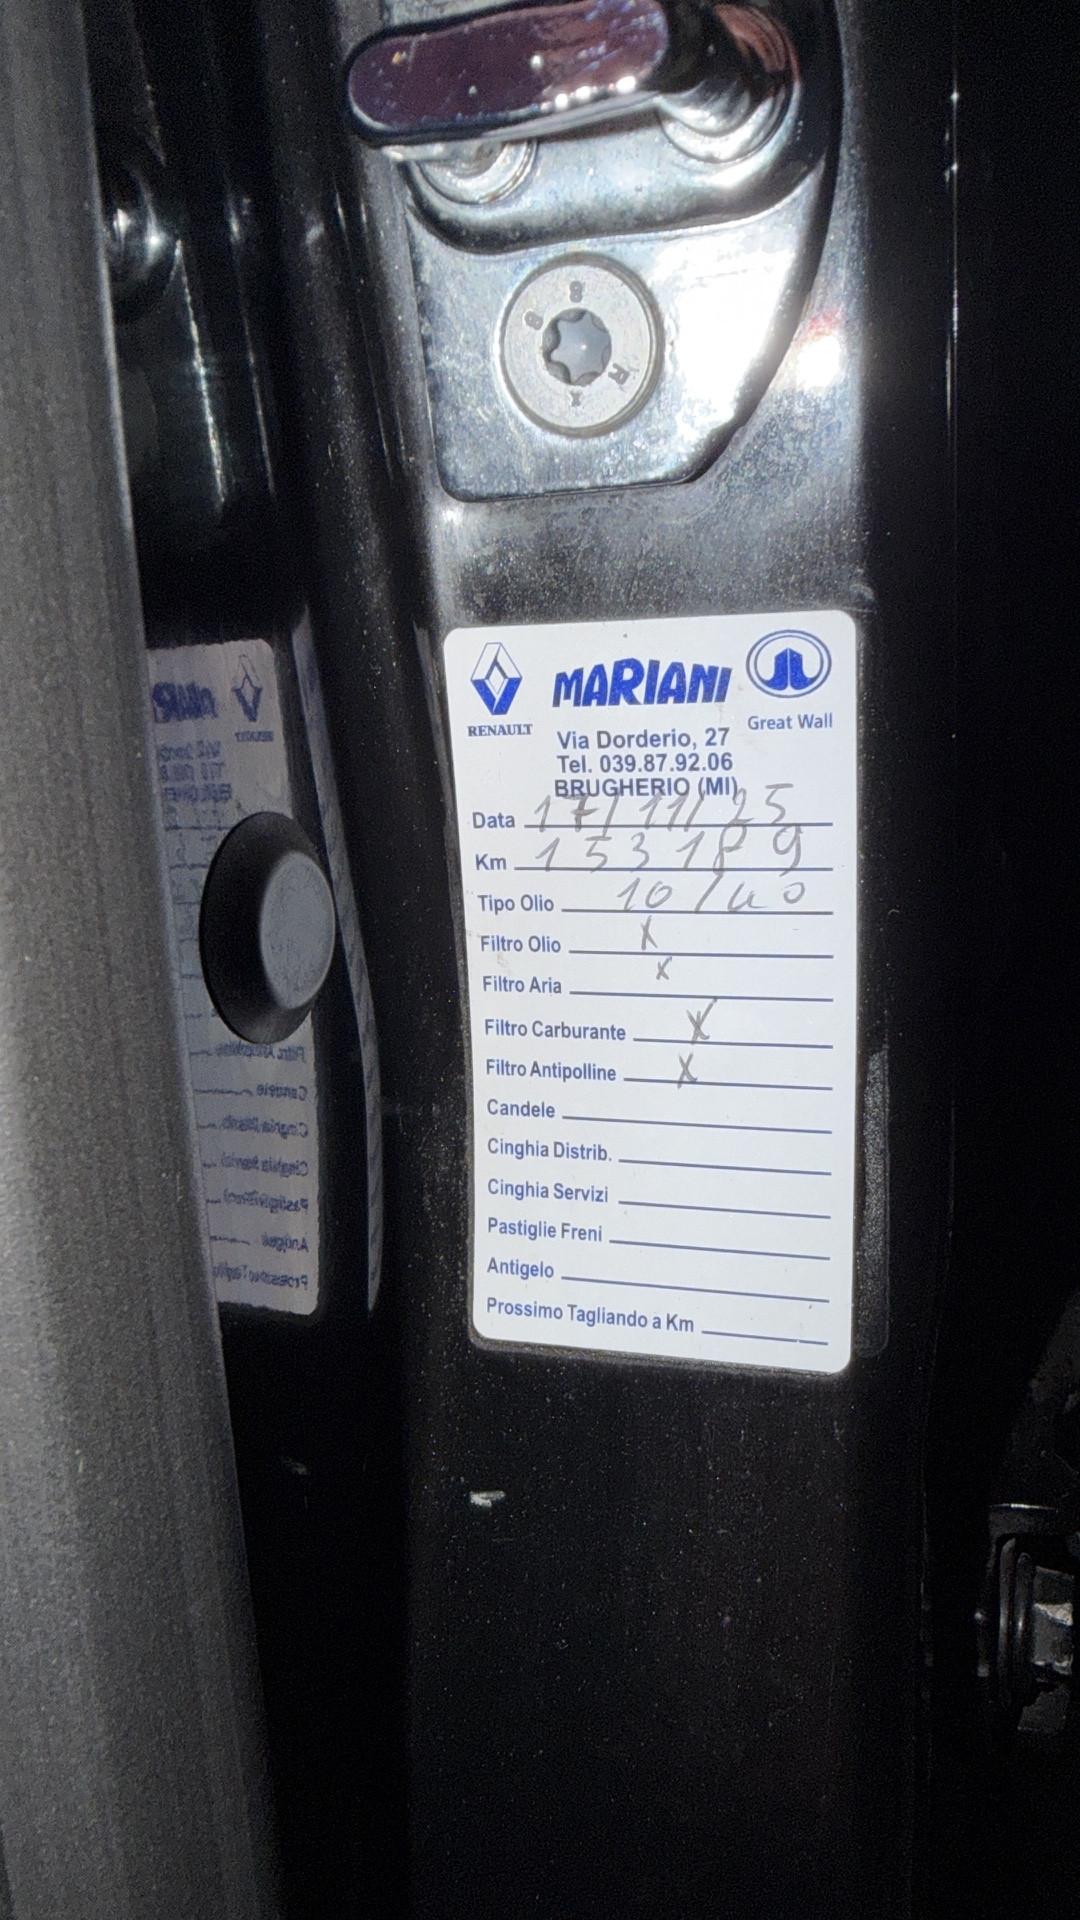 8
8
R
x
MARIANI
RENAULT
Great Wall
Via Dorderio, 27
Tel. 039.87.92.06
BRUGHERIO (MI)
Data 17/11/25
Km 153189
Tipo Olio 10/40
Filtro Olio x
Filtro Aria x
Filtro Carburante x
Filtro Antipolline x
Candele
Cinghia Distrib.
Cinghia Servizi
Pastiglie Freni
Antigelo
Prossimo Tagliando a Km